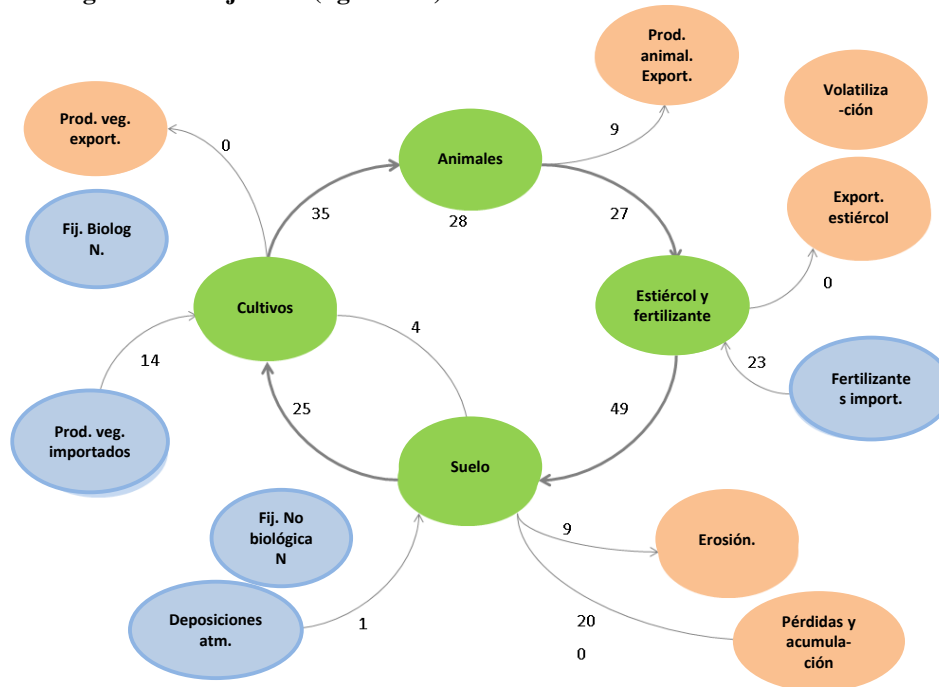 Prod.
animal.
Export.
Volatiliza
-ción
Prod. veg.
export.
0
9
Animales
35
28
27
Export.
estiércol
Fij. Biolog
N.
Cultivos
Estiércol y
fertilizante
0
4
14
23
Fertilizante
s import.
25
49
Prod. veg.
importados
Suelo
Fij. No
biológica
N
9
Erosión.
Deposiciones
atm.
1
20
0
Pérdidas y
acumula-
ción